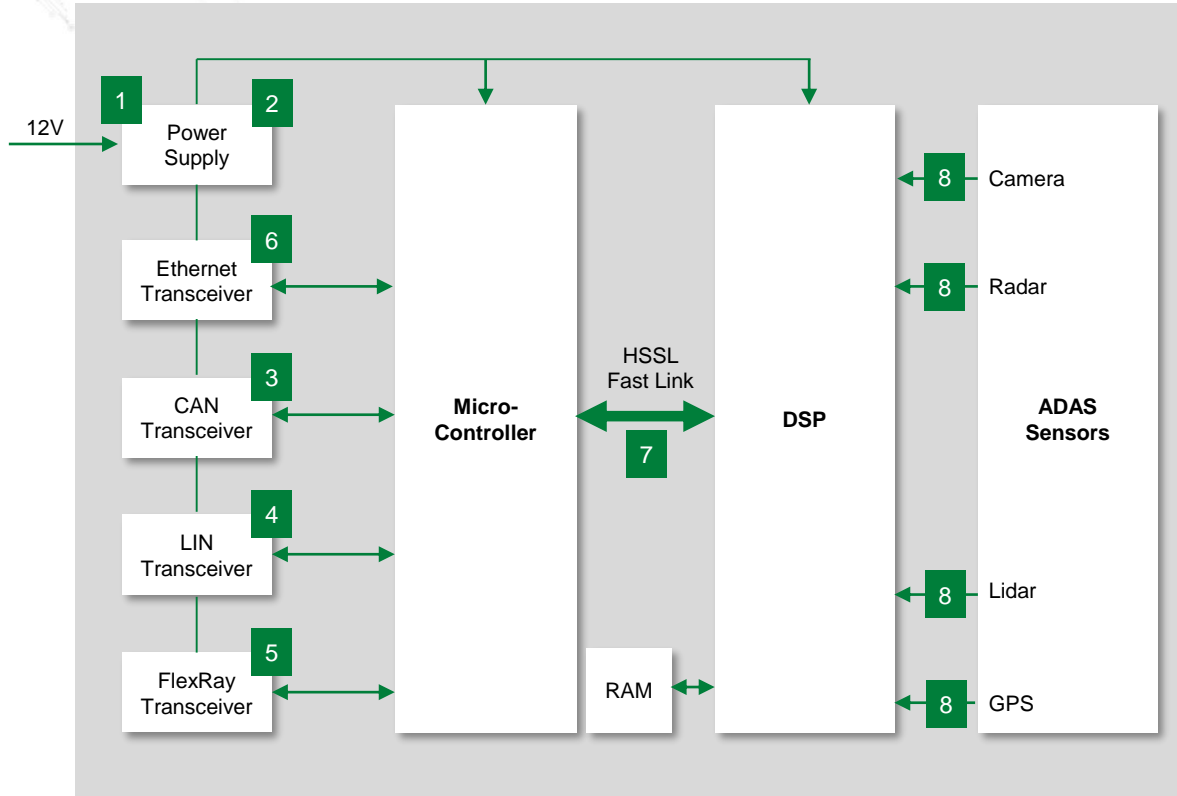 1
2
12V
Power
Supply
6
Ethernet
Transceiver
3
CAN
Transceiver
4
LIN
Transceiver
5
FlexRay
Transceiver
Micro-
Controller
HSSL
Fast Link
7
RAM
DSP
8
Camera
8
Radar
ADAS
Sensors
8
Lidar
8
GPS